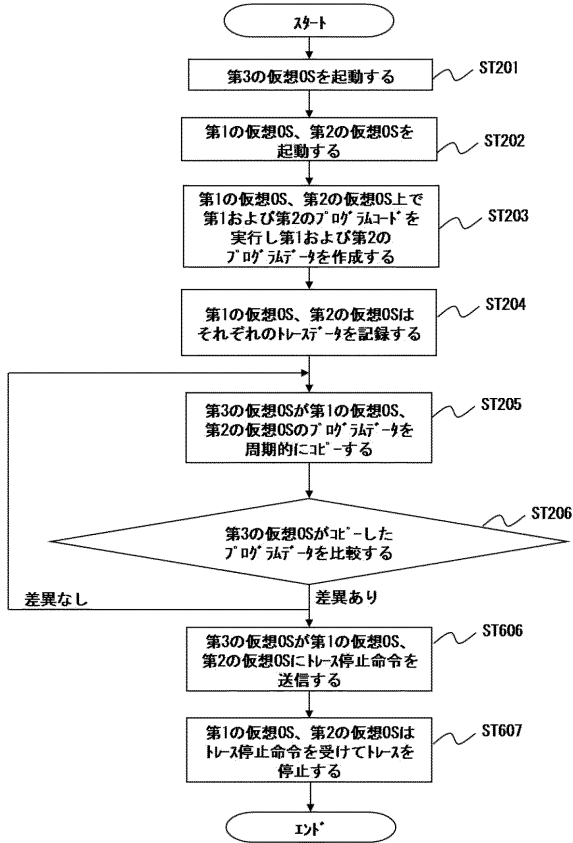 ｽﾀｰﾄ
第3の仮想OSを起動する
ST201
第1の仮想OS、第2の仮想OSを
起動する
ST202
第1の仮想OS、第2の仮想OS上で
第1および第2のﾌﾟﾛｸﾞﾗﾑｺｰﾄﾞを
実行し第1および第2の
ﾌﾟﾛｸﾞﾗﾑﾃﾞｰﾀを作成する
ST203
第1の仮想OS、第2の仮想OSは
それぞれのﾄﾚｰｽﾃﾞｰﾀを記録する
ST204
第3の仮想OSが第1の仮想OS、
第2の仮想OSのﾌﾟﾛｸﾞﾗﾑﾃﾞｰﾀを
周期的にｺﾋﾟｰする
ST205
第3の仮想OSがｺﾋﾟｰした
ﾌﾟﾛｸﾞﾗﾑﾃﾞｰﾀを比較する
ST206
差異なし
差異あり
第3の仮想OSが第1の仮想OS、
第2の仮想OSにﾄﾚｰｽ停止命令を
送信する
ST606
第1の仮想OS、第2の仮想OSは
ﾄﾚｰｽ停止命令を受けてﾄﾚｰｽを
停止する
ST607
ｴﾝﾄﾞ